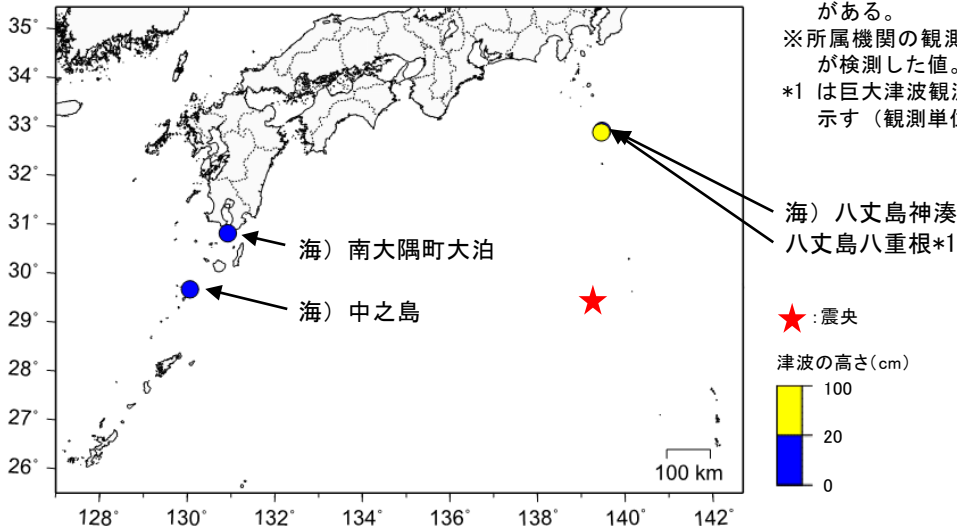 がある。
※所属機関の観測
が検測した値。
*1 は巨大津波観測
示す（観測単位
35°
34°
33°
32°
31°
30°
29°
28°
27°
26°
海）八丈島神湊
八丈島八重根*1
海）南大隅町大泊
海）中之島
:震央
津波の高さ(cm)
100
20
0
100 km
128°
130°
132°
134°
136°
138°
140°
142°